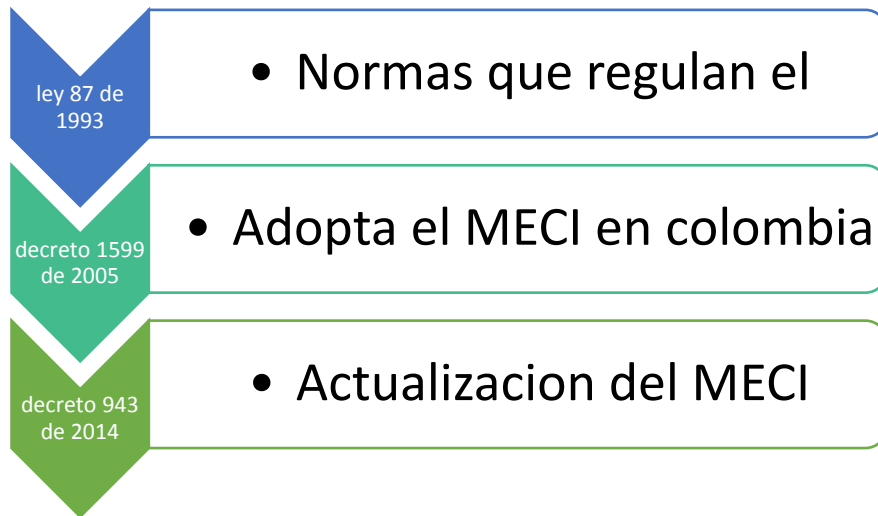 ley 87 de
1993
• Normas que regulan el
decreto 1599
de 2005
• Adopta el MECI en colombia
decreto 943
de 2014
• Actualizacion del MECI